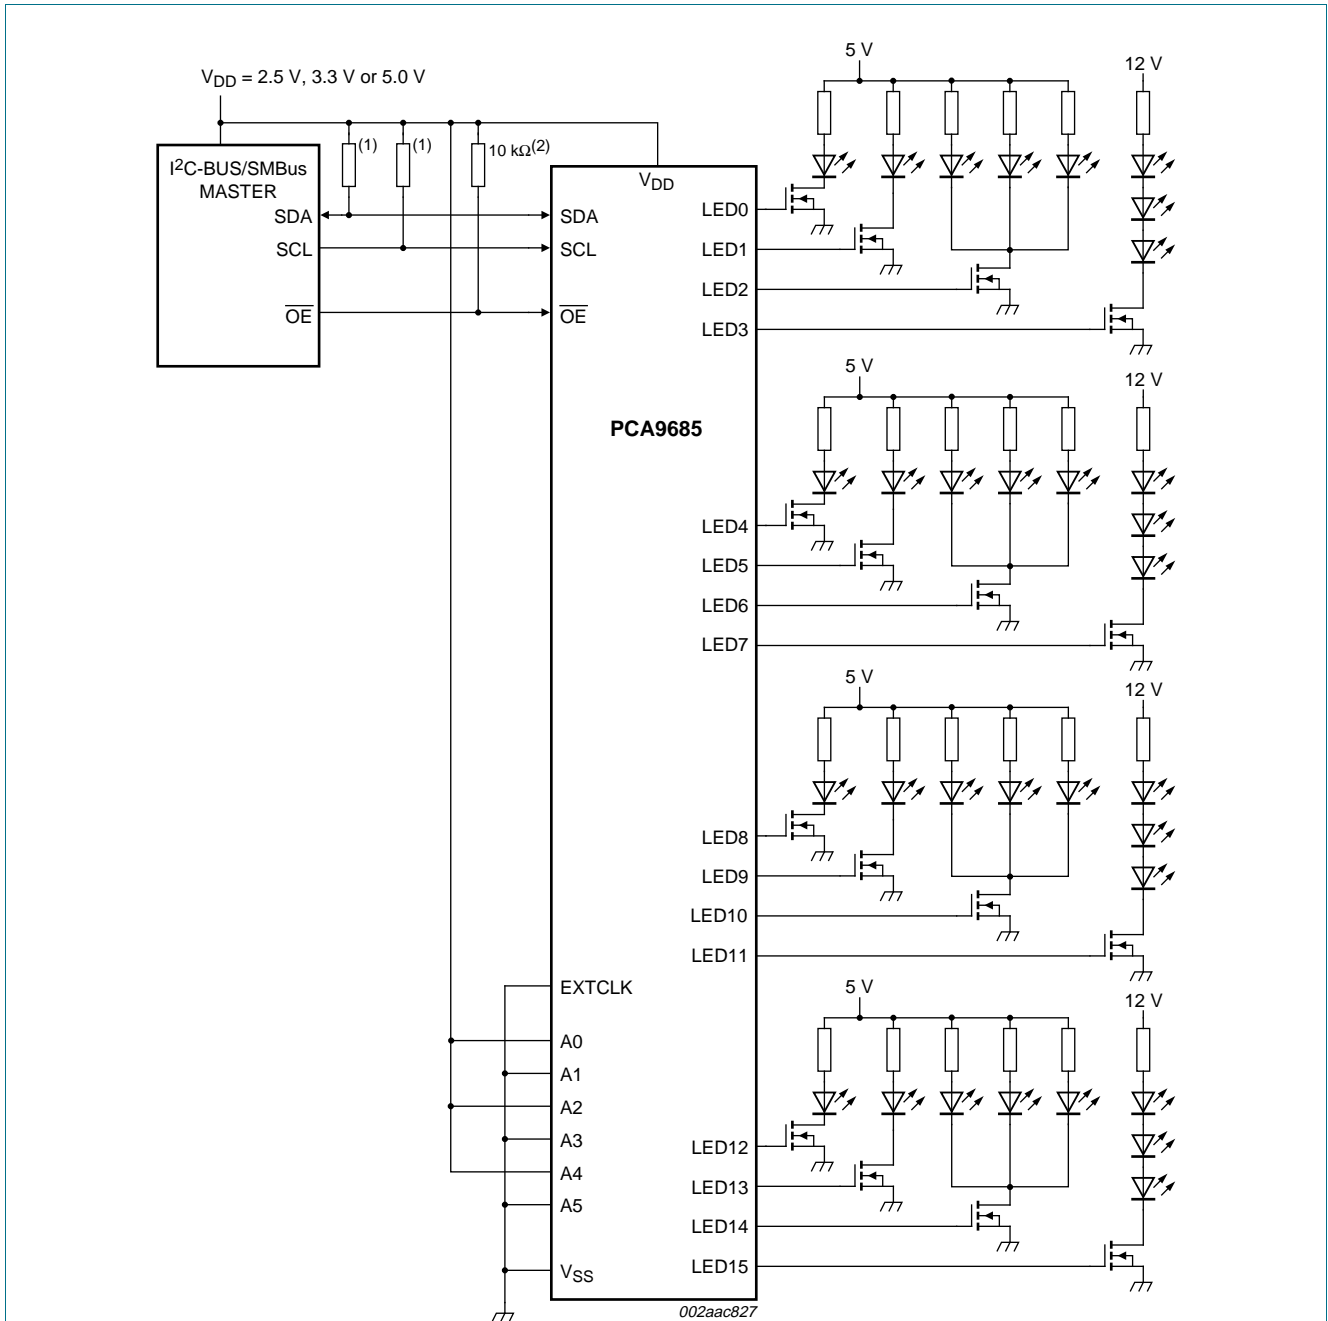 VDD = 2.5 V, 3.3 V or 5.0 V
I2C-BUS/SMBus
MASTER
SDA
SCL
OE
(1)
(1)
10 kΩ(2)
VDD
SDA
SCL
OE
PCA9685
EXTCLK
A0
A1
A2
A3
A4
A5
VSS
LED0
LED1
LED2
LED3
5 V
12 V
LED4
LED5
LED6
LED7
5 V
12 V
LED8
LED9
LED10
LED11
5 V
12 V
LED12
LED13
LED14
LED15
5 V
12 V
002aac827